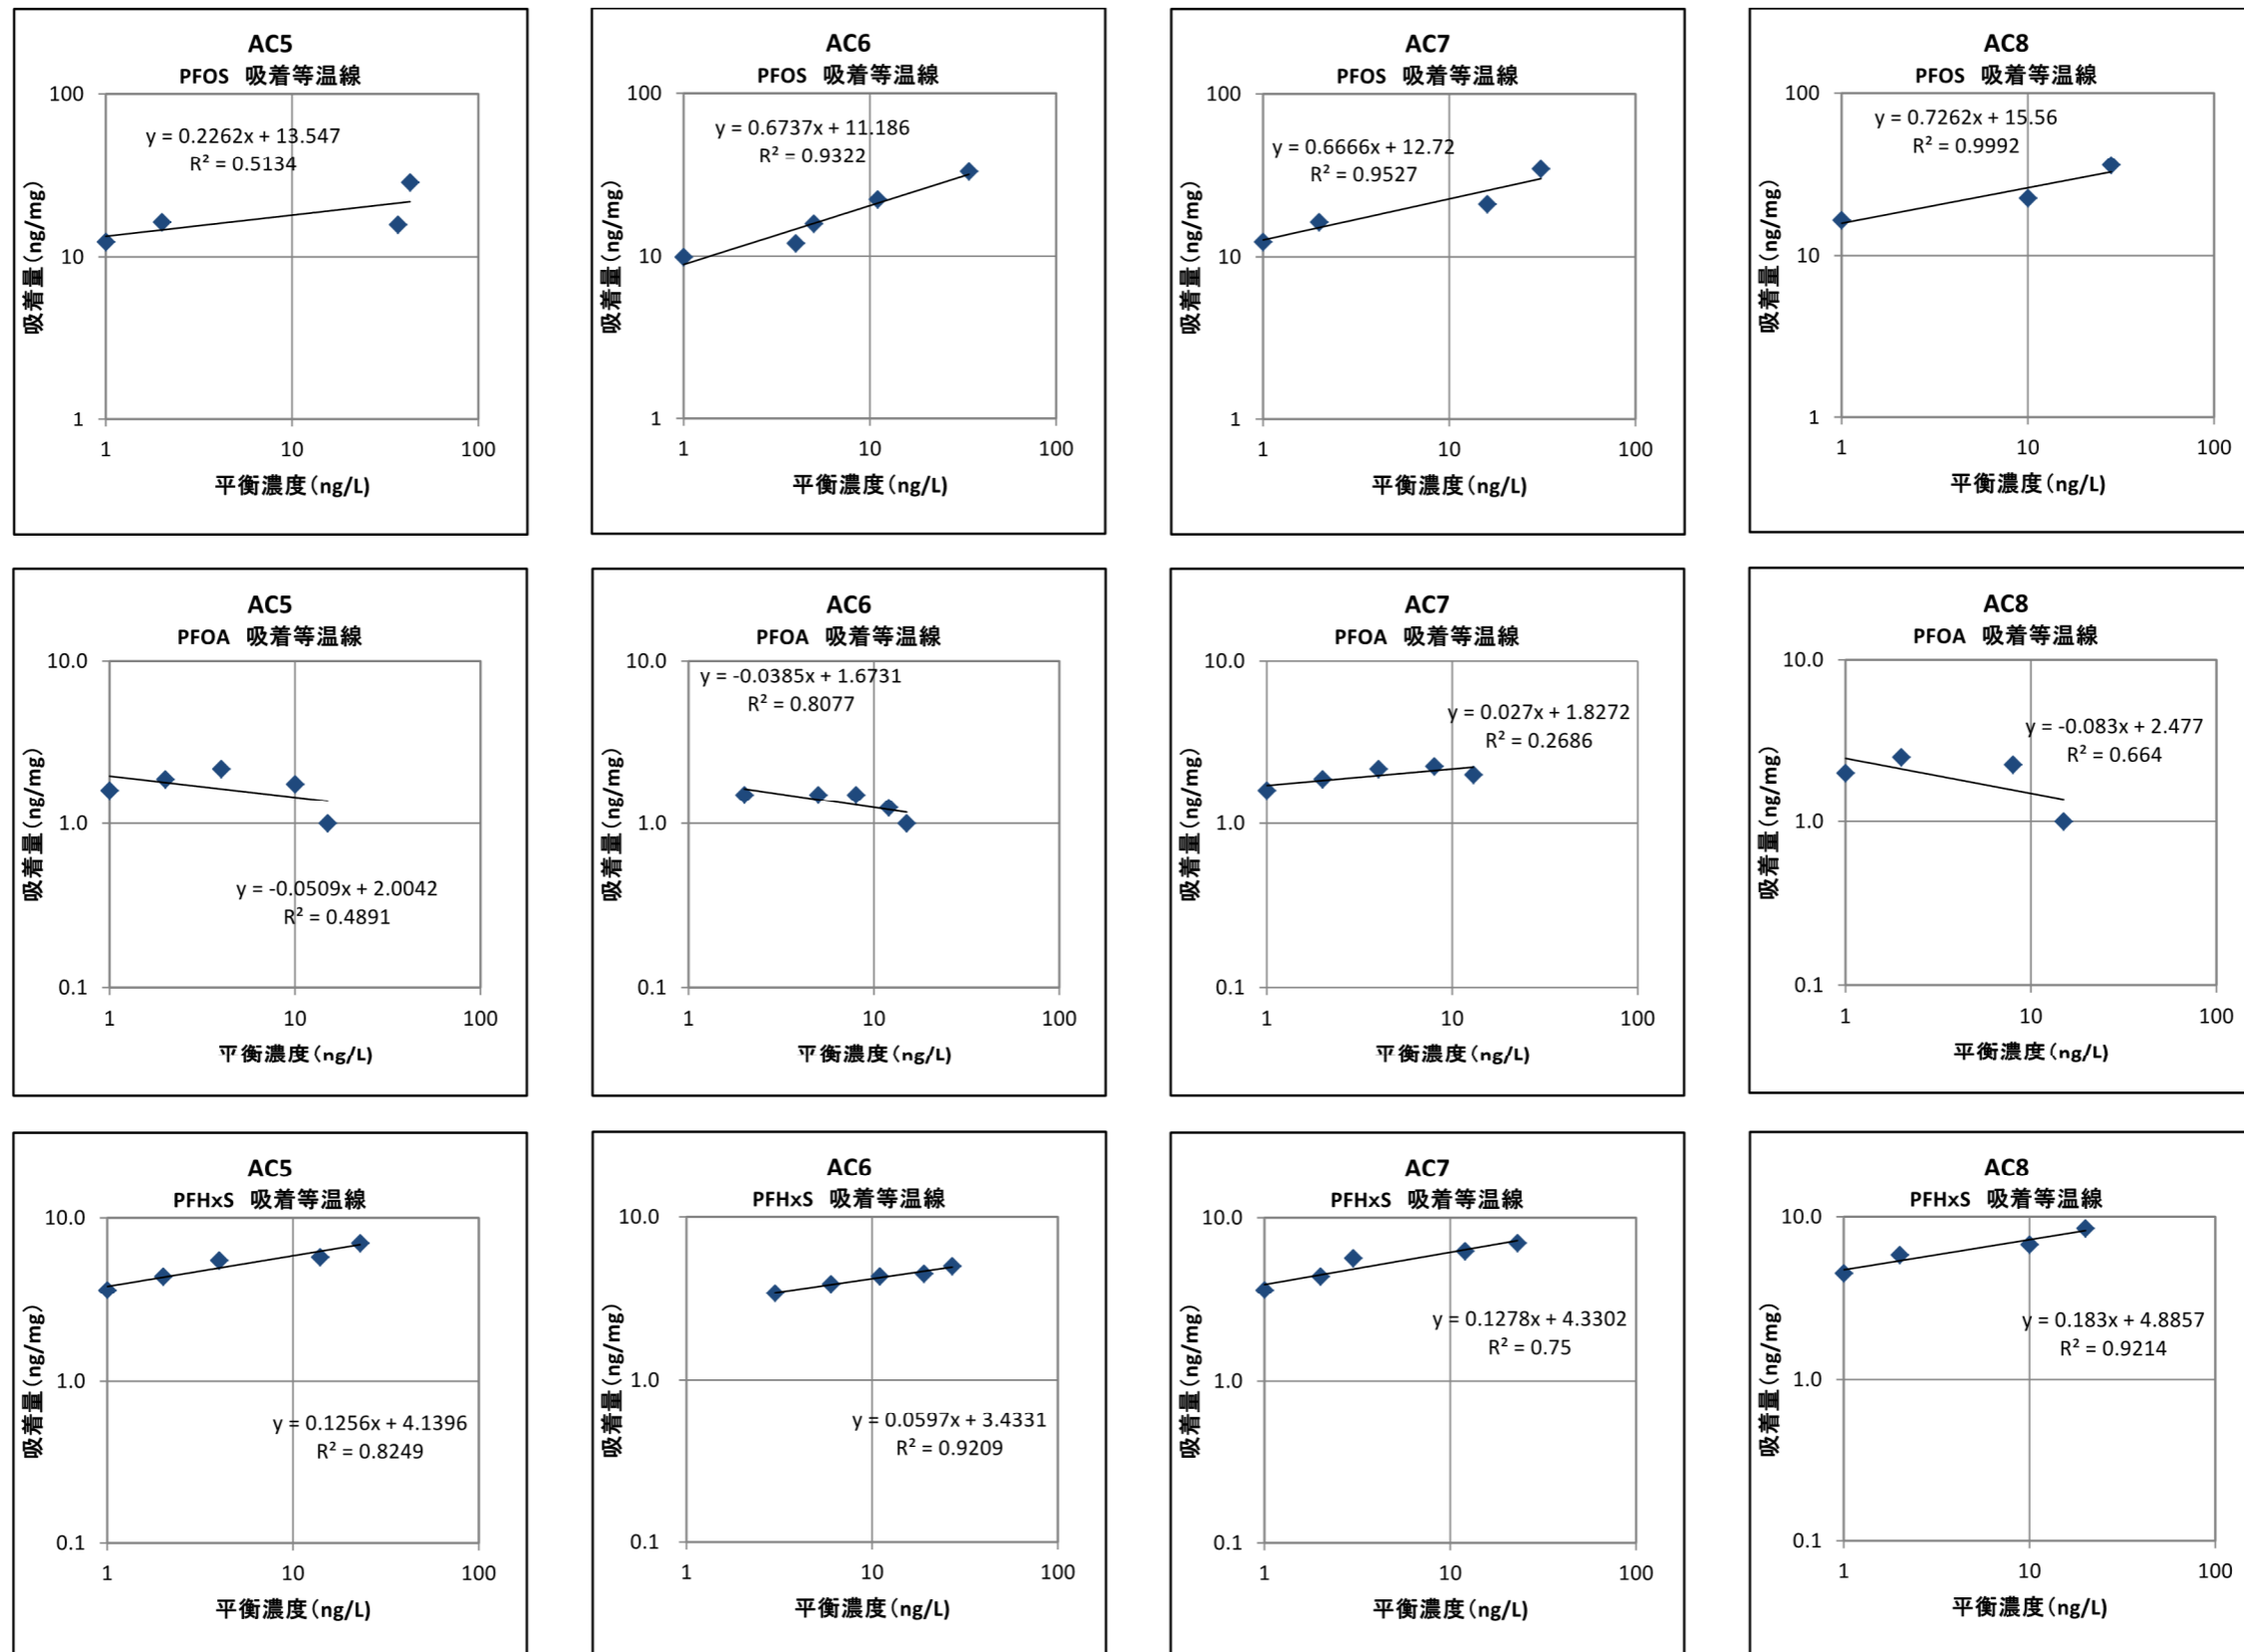 AC5
PFOS 吸着等温線
100
y = 0.2262x + 13.547
R² = 0.5134
吸着量(ng/mg)
10
1
1 10 100
平衡濃度(ng/L)
AC6
PFOS 吸着等温線
100
y = 0.6737x + 11.186
R² = 0.9322
吸着量(ng/mg)
10
1
1 10 100
平衡濃度(ng/L)
AC7
PFOS 吸着等温線
100
y = 0.6666x + 12.72
R² = 0.9527
吸着量(ng/mg)
10
1
1 10 100
平衡濃度(ng/L)
AC8
PFOS 吸着等温線
100
y = 0.7262x + 15.56
R² = 0.9992
吸着量(ng/mg)
10
1
1 10 100
平衡濃度(ng/L)
AC5
PFOA 吸着等温線
10.0
吸着量(ng/mg)
1.0
y = -0.0509x + 2.0042
R² = 0.4891
0.1
1 10 100
平衡濃度(ng/L)
AC6
PFOA 吸着等温線
10.0
y = -0.0385x + 1.6731
R² = 0.8077
吸着量(ng/mg)
1.0
0.1
1 10 100
平衡濃度(ng/L)
AC7
PFOA 吸着等温線
10.0
y = 0.027x + 1.8272
R² = 0.2686
吸着量(ng/mg)
1.0
0.1
1 10 100
平衡濃度(ng/L)
AC8
PFOA 吸着等温線
10.0
y = -0.083x + 2.477
R² = 0.664
吸着量(ng/mg)
1.0
0.1
1 10 100
平衡濃度(ng/L)
AC5
PFHxS 吸着等温線
10.0
吸着量(ng/mg)
1.0
y = 0.1256x + 4.1396
R² = 0.8249
0.1
1 10 100
平衡濃度(ng/L)
AC6
PFHxS 吸着等温線
10.0
吸着量(ng/mg)
1.0
y = 0.0597x + 3.4331
R² = 0.9209
0.1
1 10 100
平衡濃度(ng/L)
AC7
PFHxS 吸着等温線
10.0
吸着量(ng/mg)
y = 0.1278x + 4.3302
R² = 0.75
1.0
0.1
1 10 100
平衡濃度(ng/L)
AC8
PFHxS 吸着等温線
10.0
吸着量(ng/mg)
y = 0.183x + 4.8857
R² = 0.9214
1.0
0.1
1 10 100
平衡濃度(ng/L)